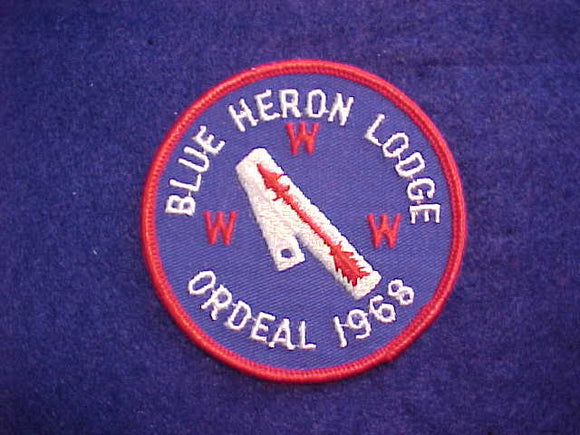 BLUE HERON LODGE
W
W W
ORDEAL 1968